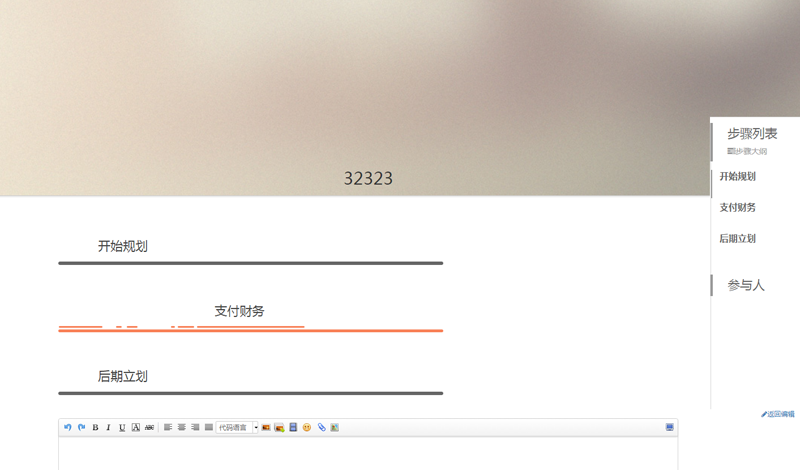 32323
步骤列表
步骤大纲
开始规划
支付财务
后期立划
参与人
开始规划
支付财务
后期立划
返回编辑
B I U A ABC 代码语言